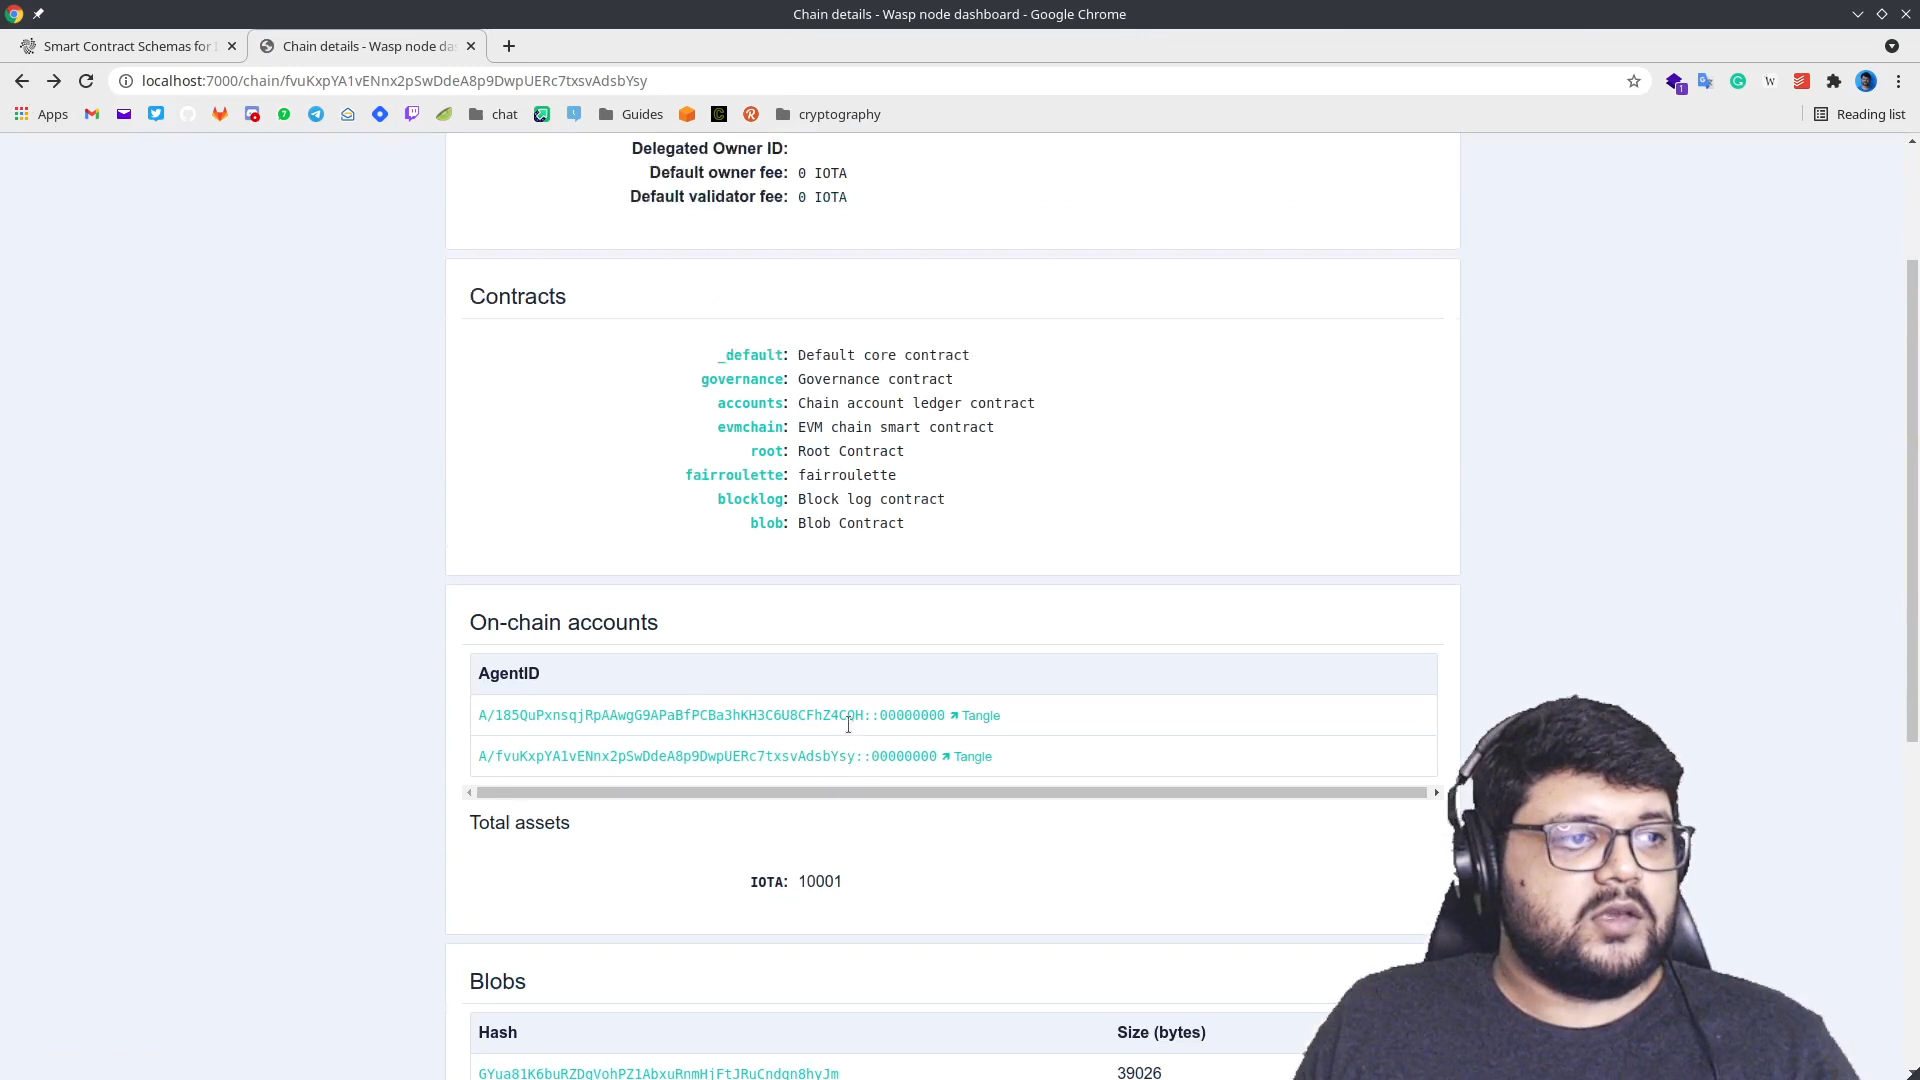 Chain details - Wasp node dashboard - Google Chrome
Smart Contract Schemas for I
Chain details - Wasp node da
localhost:7000/chain/fvuKxpYA1vENnx2pSwDdeA8p9DwpUERc7txsvAdsbYsy
Apps
chat
Guides
cryptography
Reading list
Delegated Owner ID:
Default owner fee: 0 IOTA
Default validator fee: 0 IOTA
Contracts
_default: Default core contract
governance: Governance contract
accounts: Chain account ledger contract
evmchain: EVM chain smart contract
root: Root Contract
fairroulette: fairroulette
blocklog: Block log contract
blob: Blob Contract
On-chain accounts
AgentID
A/185QuPxnsqjRpAAwgG9APaBfPCBa3hKH3C6U8CFhZ4CQH::00000000 Tangle
A/fvuKxpYA1vENnx2pSwDdeA8p9DwpUERc7txsvAdsbYsy::00000000 Tangle
Total assets
IOTA: 10001
Blobs
Hash Size (bytes)
GYua81K6buRZDgVohPZ1AbxuRnmHjFtJRuCndgn8hyJm 39026